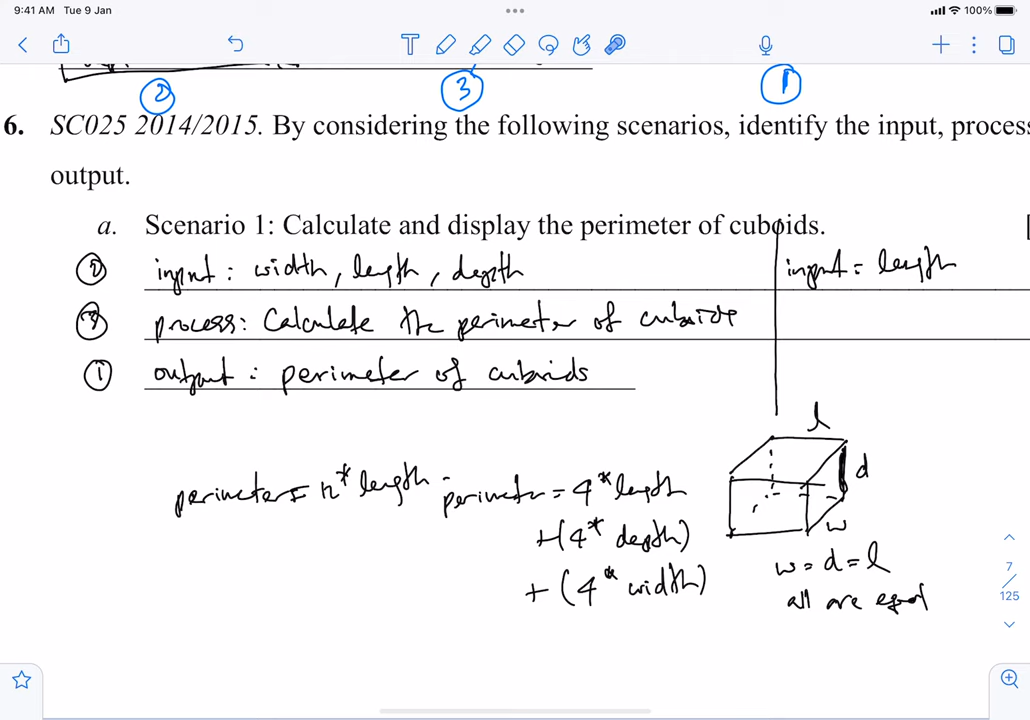 9:41 AM Tue 9 Jan
100%
T
2
3
1
6. SC025 2014/2015. By considering the following scenarios, identify the input, process
output.
a. Scenario 1: Calculate and display the perimeter of cuboids.
2 input : width, length, depth
input = length
3 process: Calculate the perimeter of cuboids
1 output : perimeter of cuboids
l
d
w
perimeter = 12 * length
perimeter = 4 * length
+ (4 * depth)
+ (4 * width)
w = d = l
all are equal
7
/
125